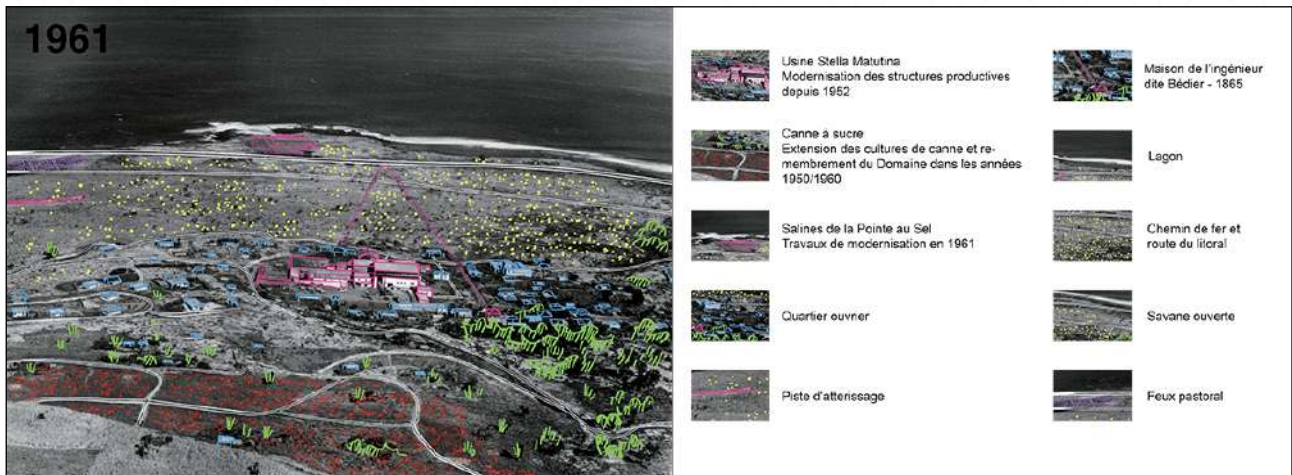 1961
Usine Stella Matutina
Modernisation des structures productives
depuis 1952
Canne à sucre
Extension des cultures de canne et re-
membrement du Domaine dans les années
1950/1960
Salines de la Pointe au Sel
Travaux de modernisation en 1961
Quartier ouvrier
Piste d'atterissage
Maison de l'ingénieur
dite Bédier - 1865
Lagon
Chemin de fer et
route du litoral
Savane ouverte
Feux pastoral